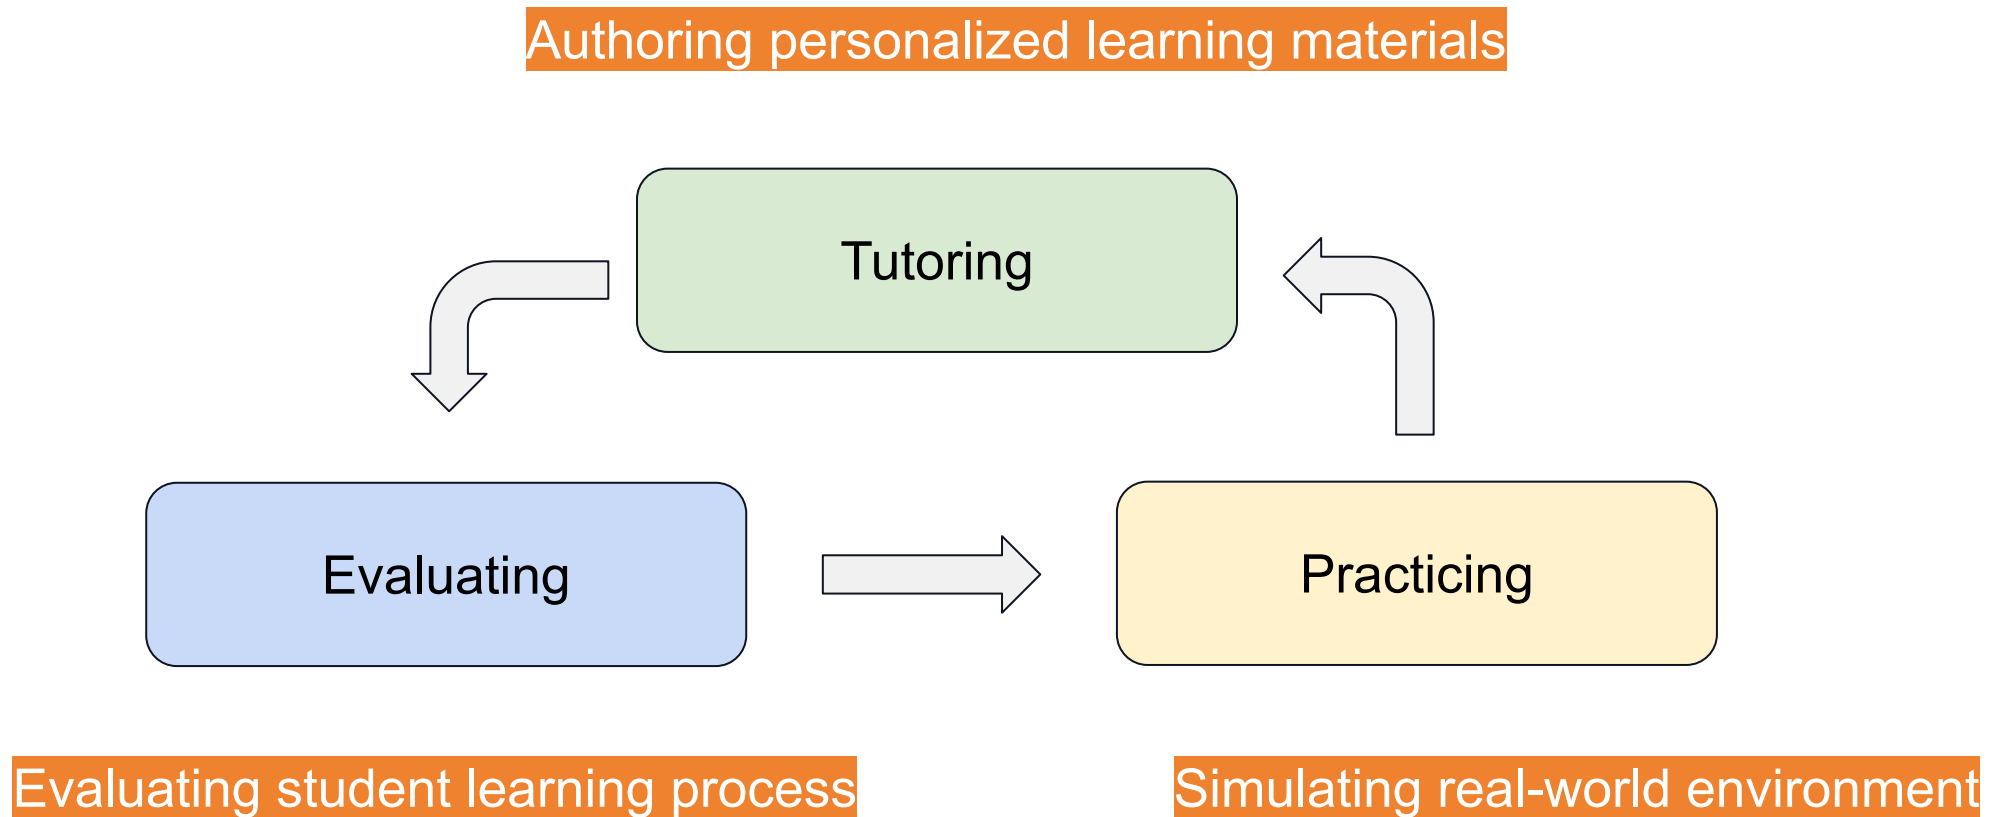 Authoring personalized learning materials
Tutoring
Evaluating
Practicing
Evaluating student learning process
Simulating real-world environment